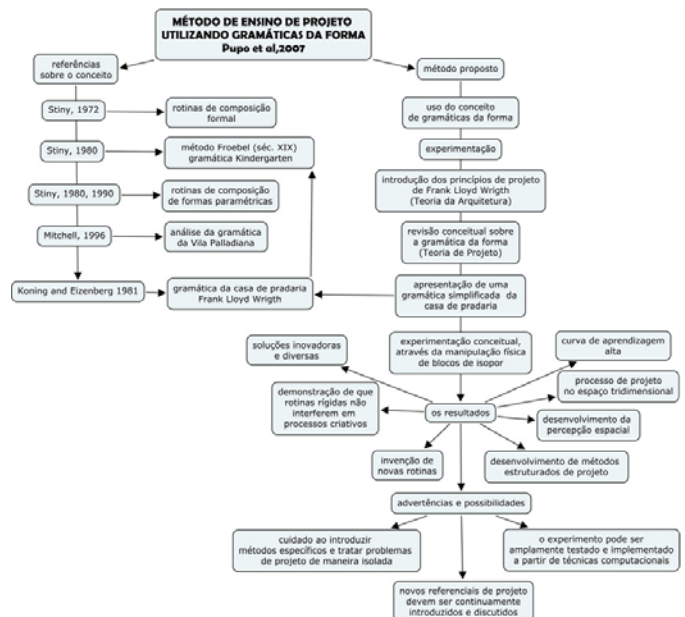 MÉTODO DE ENSINO DE PROJETO
UTILIZANDO GRAMÁTICAS DA FORMA
Pupo et al,2007
referências
sobre o conceito
Stiny, 1972
rotinas de composição
formal
Stiny, 1980
método Froebel (séc. XIX)
gramática Kindergarten
Stiny, 1980, 1990
rotinas de composição
de formas paramétricas
Mitchell, 1996
análise da gramática
da Vila Palladiana
Koning and Eizenberg 1981
gramática da casa de pradaria
Frank Lloyd Wrigth
método proposto
uso do conceito
de gramáticas da forma
experimentação
introdução dos princípios de projeto
de Frank Lloyd Wrigth
(Teoria da Arquitetura)
revisão conceitual sobre
a gramática da forma
(Teoria de Projeto)
apresentação de uma
gramática simplificada da
casa de pradaria
experimentação conceitual,
através da manipulação física
de blocos de isopor
os resultados
soluções inovadoras
e diversas
demonstração de que
rotinas rígidas não
interferem em
processos criativos
invenção de
novas rotinas
curva de aprendizagem
alta
processo de projeto
no espaço tridimensional
desenvolvimento da
percepção espacial
desenvolvimento de métodos
estruturados de projeto
advertências e possibilidades
cuidado ao introduzir
métodos específicos e tratar problemas
de projeto de maneira isolada
novos referenciais de projeto
devem ser continuamente
introduzidos e discutidos
o experimento pode ser
amplamente testado e implementado
a partir de técnicas computacionais